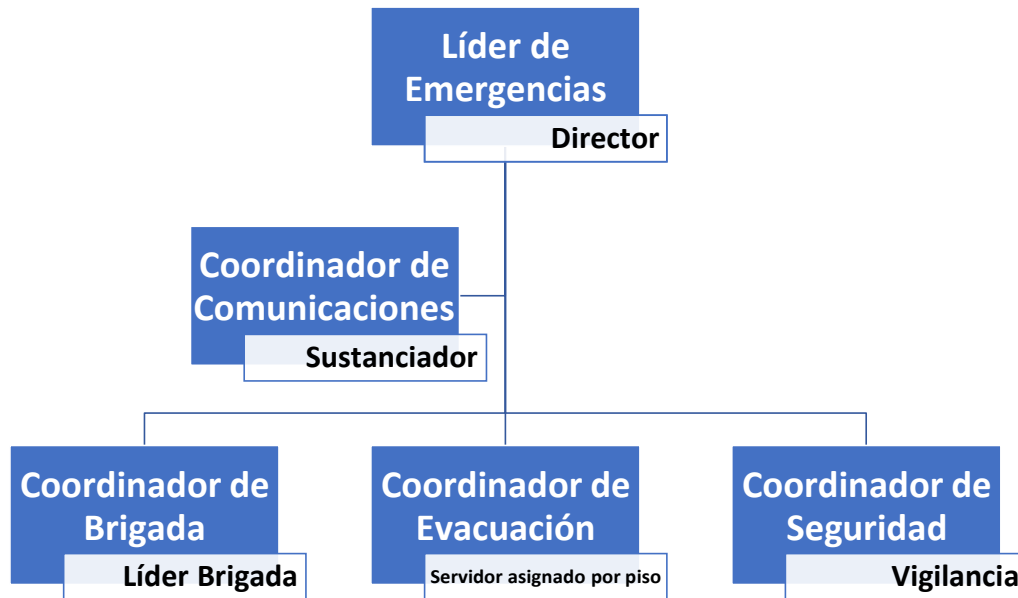 Líder de
Emergencias
Director
Coordinador de
Comunicaciones
Sustanciador
Coordinador de
Brigada
Líder Brigada
Coordinador de
Evacuación
Servidor asignado por piso
Coordinador de
Seguridad
Vigilancia